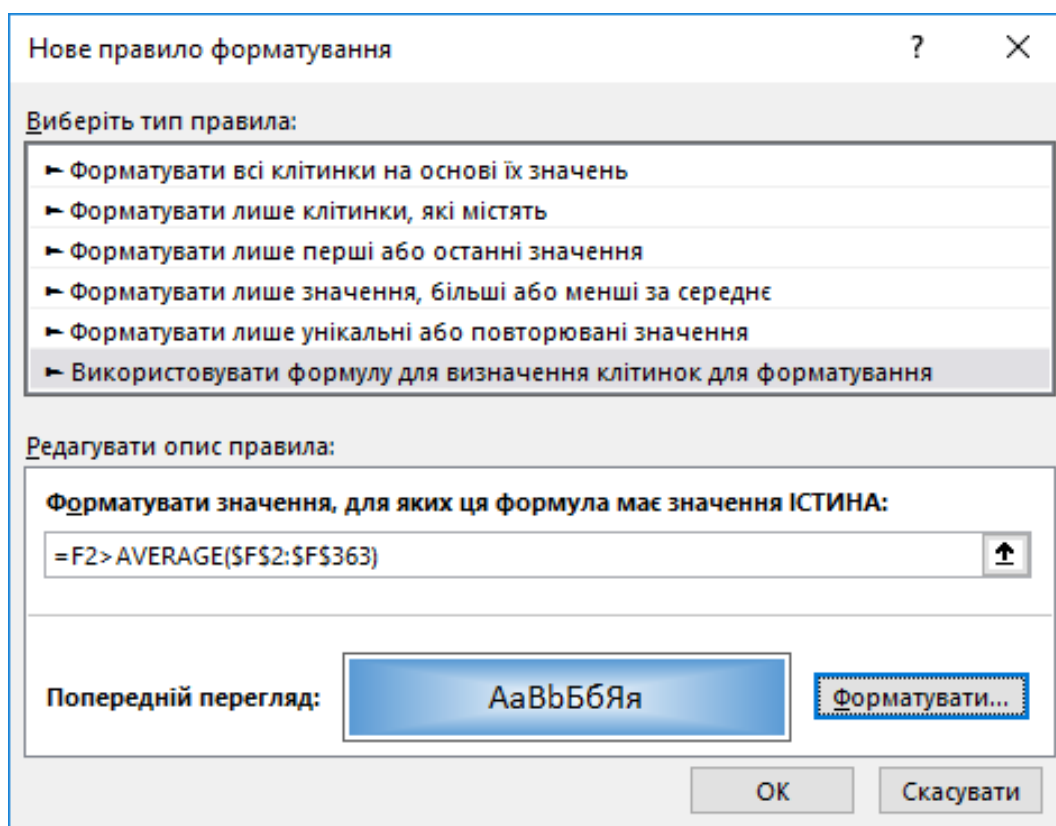 Нове правило форматування ?
Виберіть тип правила:
► Форматувати всі клітинки на основі їх значень
► Форматувати лише клітинки, які містять
► Форматувати лише перші або останні значення
► Форматувати лише значення, більші або менші за середнє
► Форматувати лише унікальні або повторювані значення
► Використовувати формулу для визначення клітинок для форматування
Редагувати опис правила:
Форматувати значення, для яких ця формула має значення ІСТИНА:
=F2>AVERAGE($F$2:$F$363)
Попередній перегляд: АаВbБбЯя Форматувати...
ОК Скасувати